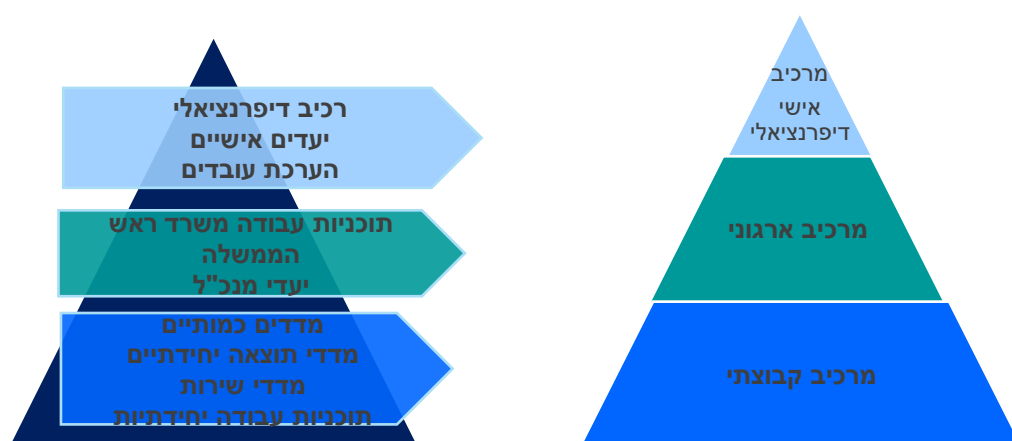 מרכיב
אישי
דיפרנציאלי
מרכיב ארגוני
מרכיב קבוצתי
רכיב דיפרנציאלי
יעדים אישיים
הערכת עובדים
תוכניות עבודה משרד ראש
הממשלה
יעדי מנכ"ל
מדדים כמותיים
מדדי תוצאה יחידתיים
מדדי שירות
תוכניות עבודה יחידתיות